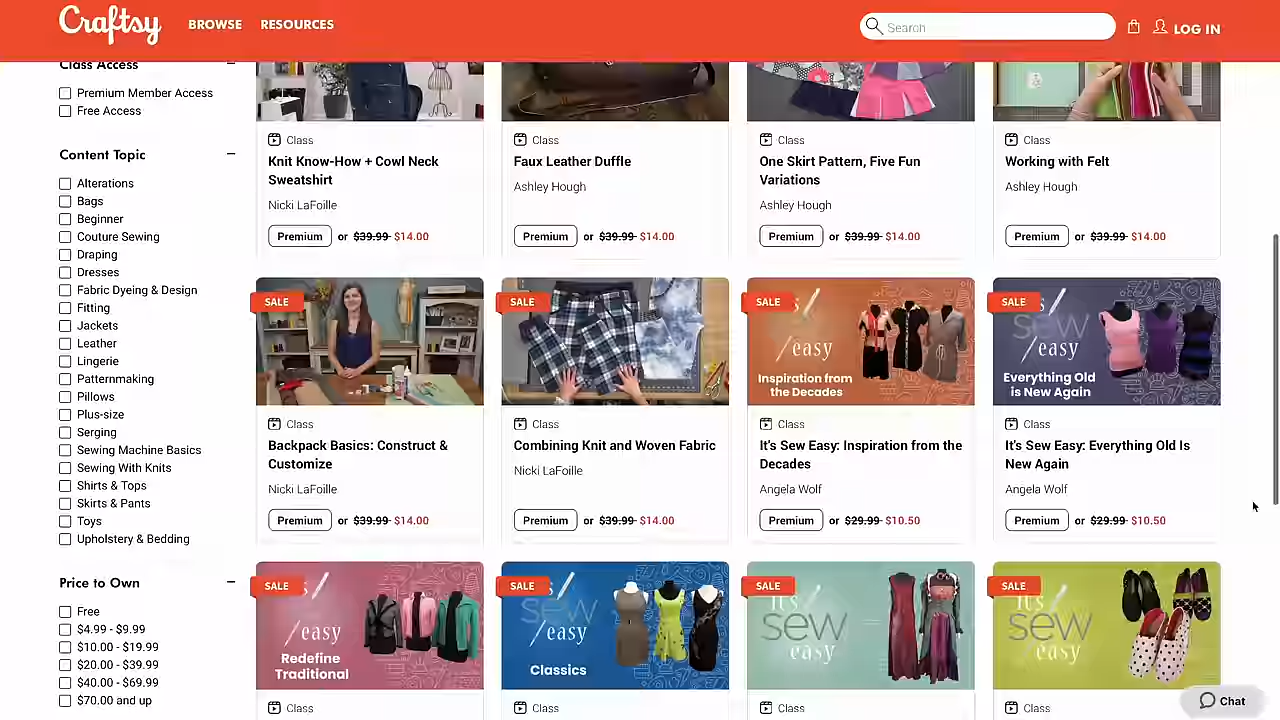 Craftsy
BROWSE
RESOURCES
Search
LOG IN
Class Access
Premium Member Access
Free Access
Content Topic
Alterations
Bags
Beginner
Couture Sewing
Draping
Dresses
Fabric Dyeing & Design
Fitting
Jackets
Leather
Lingerie
Patternmaking
Pillows
Plus-size
Serging
Sewing Machine Basics
Sewing With Knits
Shirts & Tops
Skirts & Pants
Toys
Upholstery & Bedding
Price to Own
Free
$4.99 - $9.99
$10.00 - $19.99
$20.00 - $39.99
$40.00 - $69.99
$70.00 and up
Class
Knit Know-How + Cowl Neck
Sweatshirt
Nicki LaFoille
Premium or $39.99 $14.00
Class
Faux Leather Duffle
Ashley Hough
Premium or $39.99 $14.00
Class
One Skirt Pattern, Five Fun
Variations
Ashley Hough
Premium or $39.99 $14.00
Class
Working with Felt
Ashley Hough
Premium or $39.99 $14.00
SALE
Class
Backpack Basics: Construct &
Customize
Nicki LaFoille
Premium or $39.99 $14.00
SALE
Class
Combining Knit and Woven Fabric
Nicki LaFoille
Premium or $39.99 $14.00
SALE
easy
Inspiration from
the Decades
Class
It's Sew Easy: Inspiration from the
Decades
Angela Wolf
Premium or $29.99 $10.50
SALE
sew
easy
Everything Old
is New Again
Class
It's Sew Easy: Everything Old Is
New Again
Angela Wolf
Premium or $29.99 $10.50
SALE
easy
Redefine
Traditional
Class
SALE
sew
easy
Classics
Class
SALE
It's
sew
easy
Class
SALE
It's
sew
easy
Class
Chat